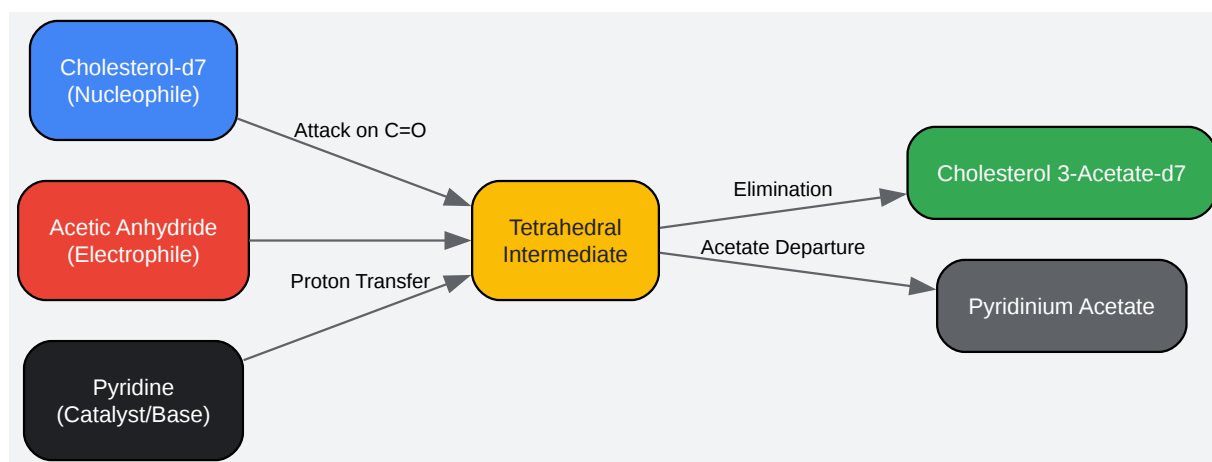 Cholesterol-d7
(Nucleophile)
Attack on C=O
Acetic Anhydride
(Electrophile)
Proton Transfer
Pyridine
(Catalyst/Base)
Tetrahedral
Intermediate
Elimination
Acetate Departure
Cholesterol 3-Acetate-d7
Pyridinium Acetate